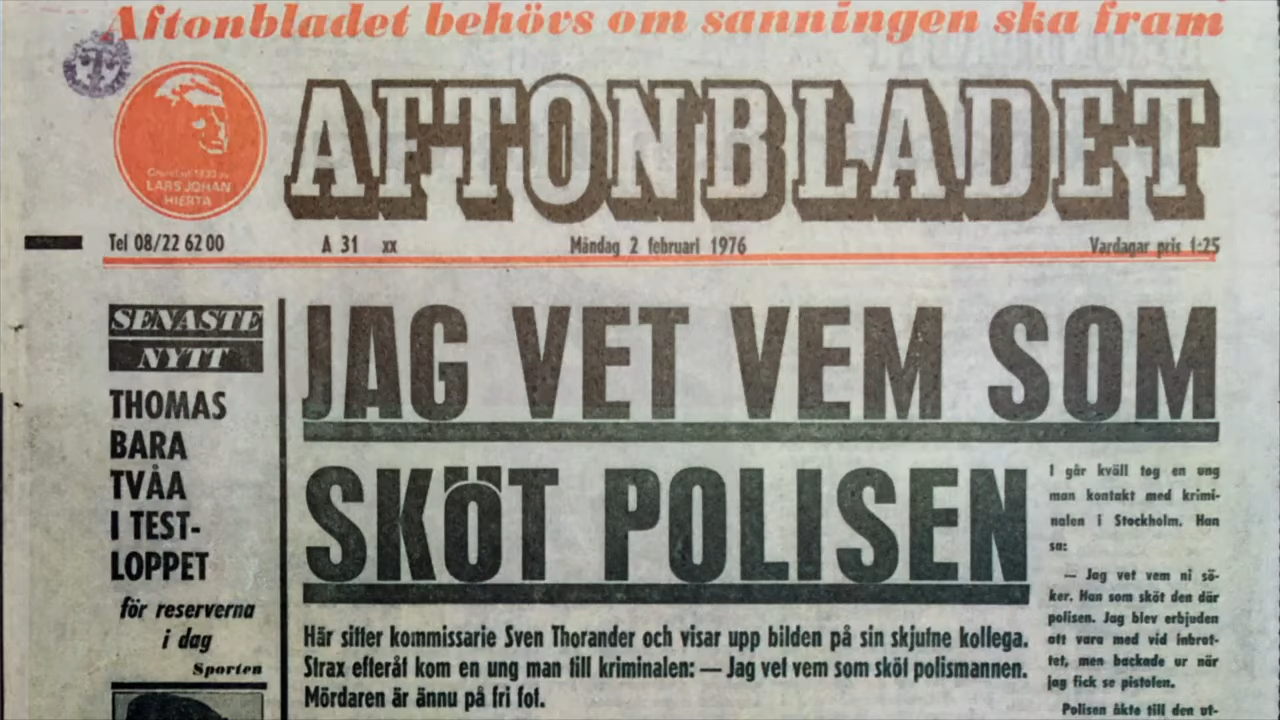 Aftonbladet behövs om sanningen ska fram
LARS JOHAN
HIERTA
AFTONBLADET
Tel 08/22 62 00
A 31 xx
Måndag 2 februari 1976
Vardagar pris 1:25
SENASTE
NYTT
THOMAS
BARA
TVÅA
I TEST-
LOPPET
för reserverna
i dag
Sporten
JAG VET VEM SOM
SKÖT POLISEN
Här sitter kommissarie Sven Thorander och visar upp bilden på sin skjutne kollega.
Strax efteråt kom en ung man till kriminalen: — Jag vet vem som sköt polismannen.
Mördaren är ännu på fri fot.
I går kväll tog en ung
man kontakt med krimi-
nalen i Stockholm. Han
sa:
— Jag vet vem ni sö-
ker. Han som sköt den där
polisen. Jag blev erbjuden
att vara med vid inbrot-
tet, men backade ur när
jag fick se pistolen.
Polisen åkte till den ut-